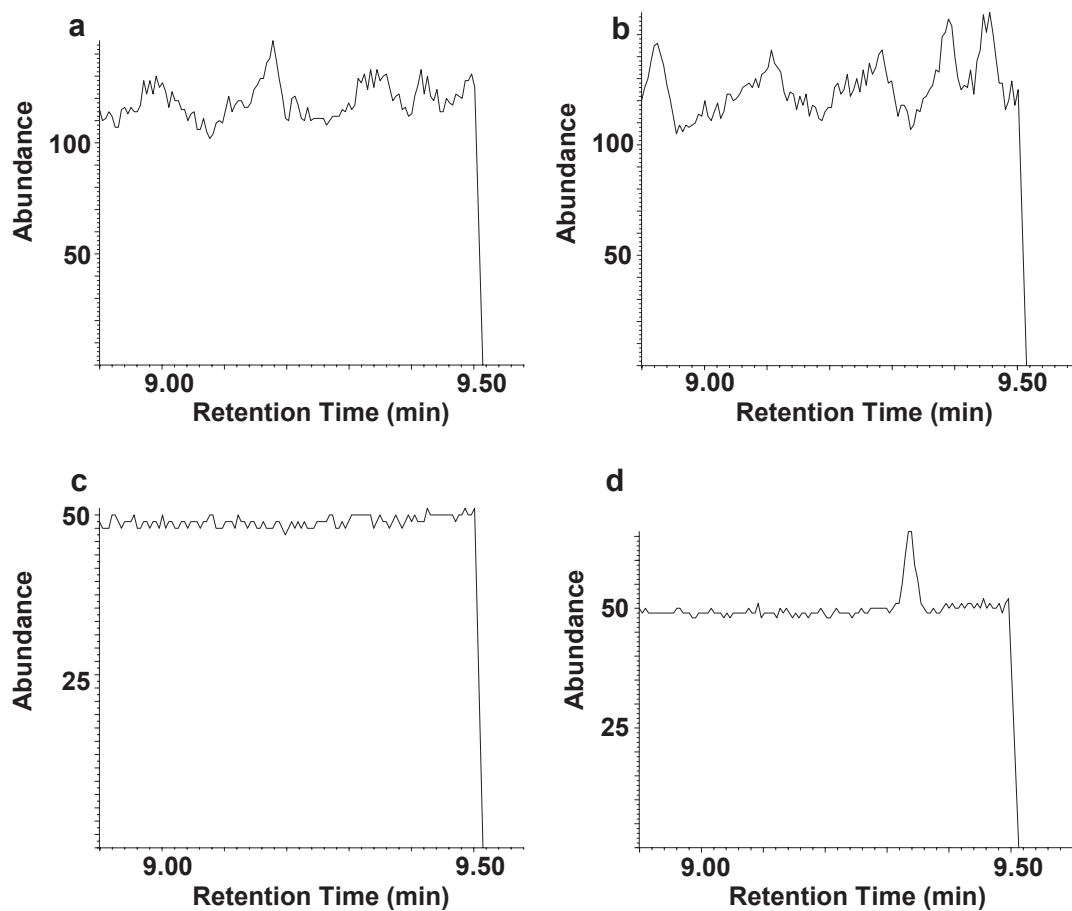 a
Abundance
100
50
9.00 9.50
Retention Time (min)
b
Abundance
100
50
9.00 9.50
Retention Time (min)
c
Abundance
50
25
9.00 9.50
Retention Time (min)
d
Abundance
50
25
9.00 9.50
Retention Time (min)